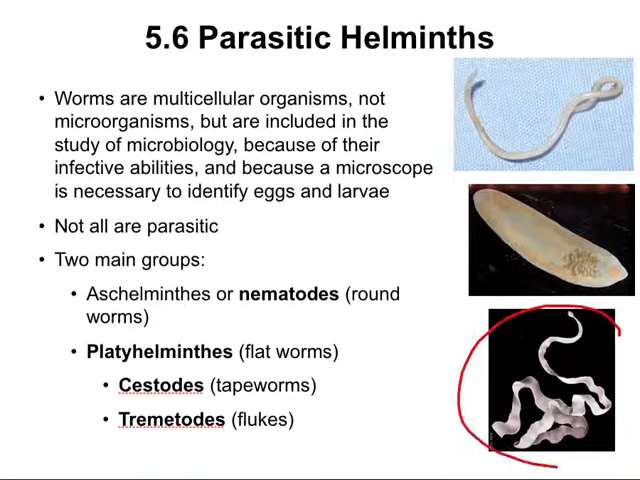 5.6 Parasitic Helminths
• Worms are multicellular organisms, not
microorganisms, but are included in the
study of microbiology, because of their
infective abilities, and because a microscope
is necessary to identify eggs and larvae
• Not all are parasitic
• Two main groups:
• Aschelminthes or nematodes (round
worms)
• Platyhelminthes (flat worms)
• Cestodes (tapeworms)
• Tremetodes (flukes)